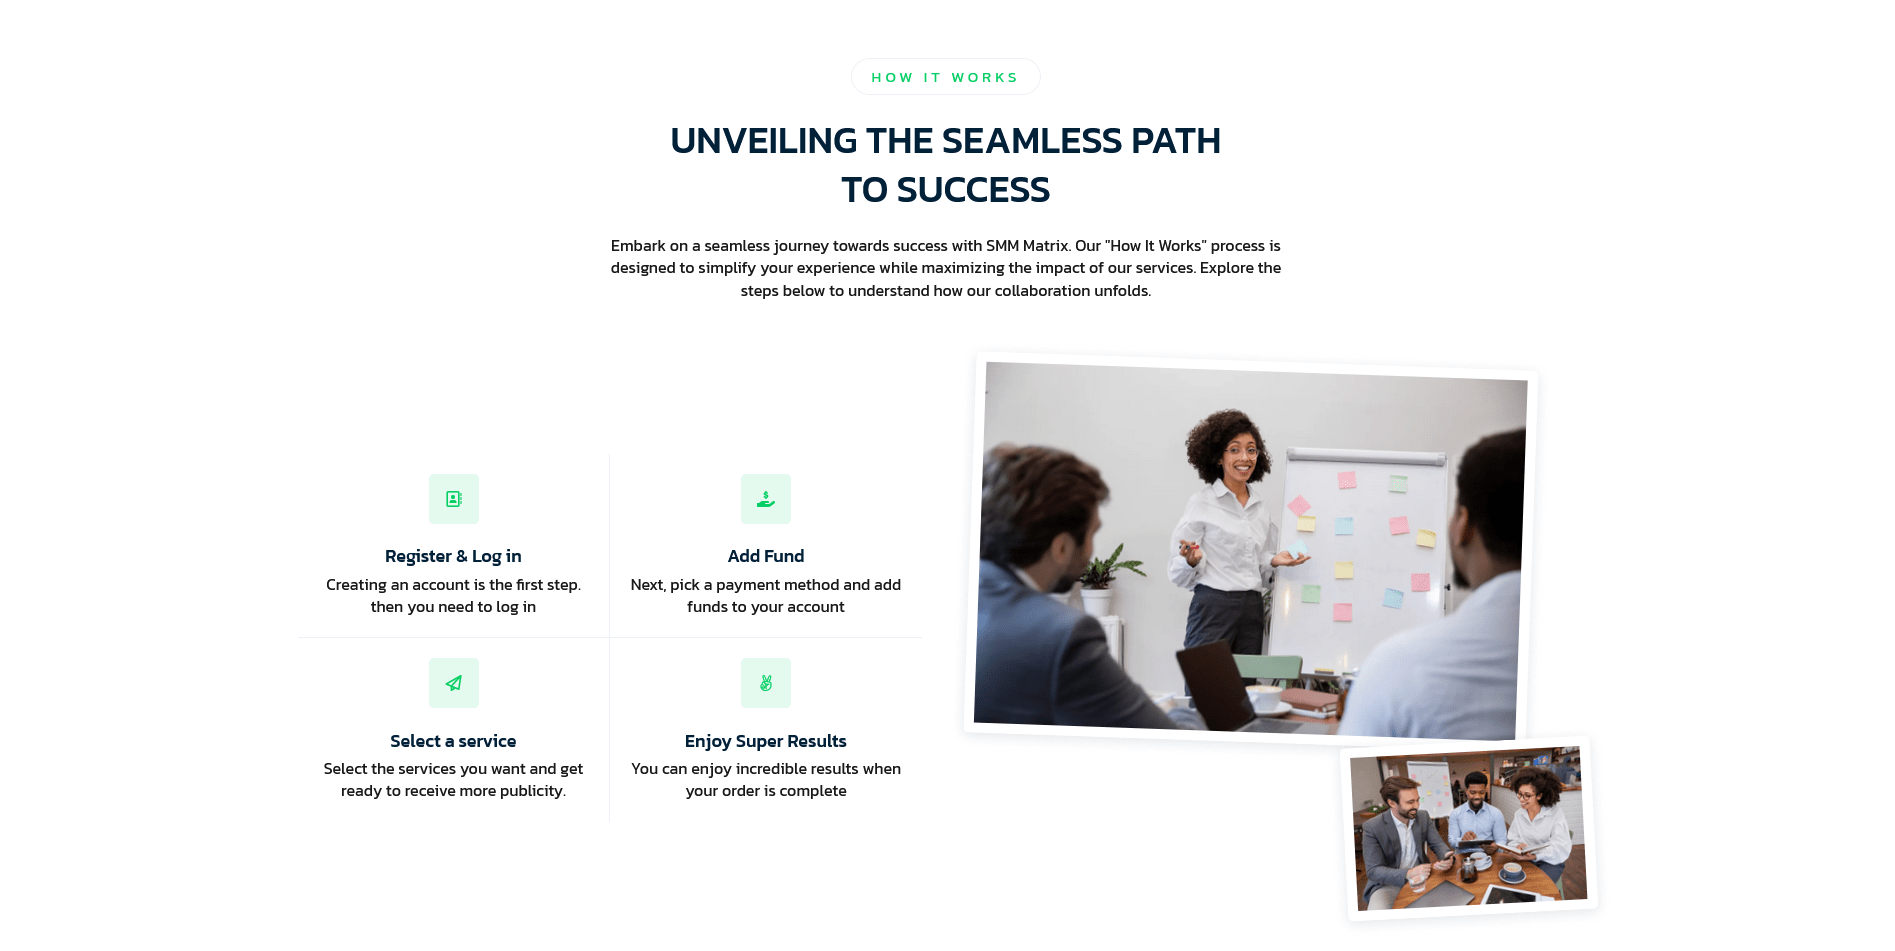 HOW IT WORKS
UNVEILING THE SEAMLESS PATH
TO SUCCESS
Embark on a seamless journey towards success with SMM Matrix. Our "How It Works" process is
designed to simplify your experience while maximizing the impact of our services. Explore the
steps below to understand how our collaboration unfolds.
Register & Log in
Creating an account is the first step.
then you need to log in
Add Fund
Next, pick a payment method and add
funds to your account
Select a service
Select the services you want and get
ready to receive more publicity.
Enjoy Super Results
You can enjoy incredible results when
your order is complete